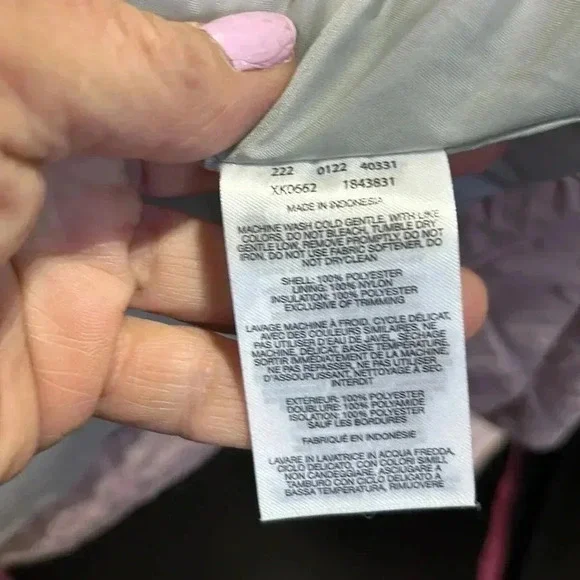 222 0122 40331
XK0662 1843831
MADE IN INDONESIA
MACHINE WASH COLD GENTLE, WITH LIKE
COLORS, DO NOT BLEACH, TUMBLE DRY
GENTLE LOW, REMOVE PROMPTLY, DO NOT
IRON, DO NOT USE FABRIC SOFTENER, DO
NOT DRYCLEAN
SHELL: 100% POLYESTER
LINING: 100% NYLON
INSULATION: 100% POLYESTER
EXCLUSIVE OF TRIMMING
LAVAGE MACHINE À FROID, CYCLE DÉLICAT,
AVEC DES COULEURS SIMILAIRES, NE
PAS UTILISER D'EAU DE JAVEL, SÉCHAGE
MACHINE, DÉLICAT, BASSE TEMPÉRATURE,
SORTIR IMMÉDIATEMENT DE LA MACHINE,
NE PAS REPASSER, NE PAS UTILISER
D'ASSOUPLISSANT, NETTOYAGE À SEC
INTERDIT
EXTÉRIEUR: 100% POLYESTER
DOUBLURE: 100% POLYAMIDE
ISOLATION: 100% POLYESTER
SAUF LES BORDURES
FABRIQUÉ EN INDONÉSIE
LAVARE IN LAVATRICE IN ACQUA FREDDA,
CICLO DELICATO, CON COLORI SIMILI,
NON CANDEGGIARE, ASCIUGARE A
TAMBURO CON CICLO DELICATO A
BASSA TEMPERATURA, RIMUOVERE